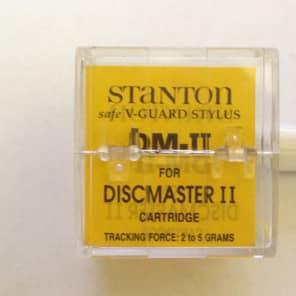 STANTON
safe V-GUARD STYLUS
DM-II
FOR
DISCMASTER II
CARTRIDGE
TRACKING FORCE: 2 to 5 GRAMS